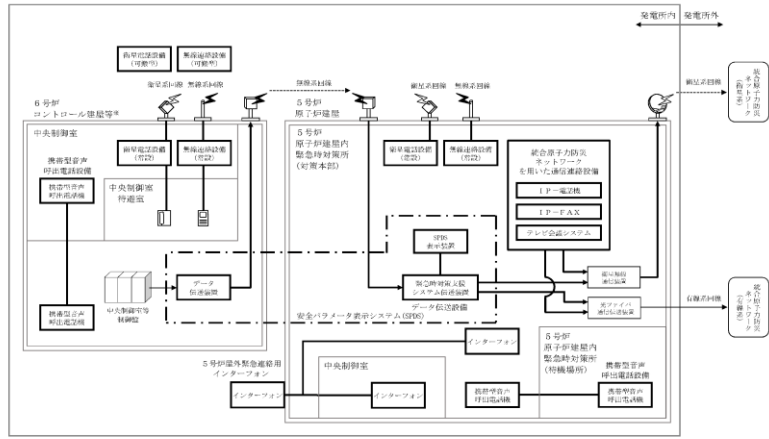 発電所内 発電所外
衛星電話設備
(可搬型)
無線連絡設備
(可搬型)
衛星系回線 無線系回線
無線系回線
衛星系回線 無線系回線
衛星系回線
統合原子力防災
ネットワーク
(衛星系)
6号炉
コントロール建屋等※
5号炉
原子炉建屋
中央制御室
衛星電話設備
(常設)
無線連絡設備
(常設)
5号炉
原子炉建屋内
緊急時対策所
(対策本部)
衛星電話設備
(常設)
無線連絡設備
(常設)
統合原子力防災
ネットワーク
を用いた通信連絡設備
IP-電話機
IP-FAX
テレビ会議システム
携帯型音声
呼出電話設備
携帯型音声
呼出電話機
中央制御室
待避室
SPDS
表示装置
データ
伝送装置
緊急時対策支援
システム伝送装置
データ伝送設備
衛星無線
通信装置
光ファイバ
通信伝送装置
有線系回線
統合原子力防災
ネットワーク
(有線系)
中央制御室等
制御盤
携帯型音声
呼出電話機
安全パラメータ表示システム(SPDS)
5号炉屋外緊急連絡用
インターフォン
インターフォン
インターフォン
中央制御室
インターフォン
5号炉
原子炉建屋内
緊急時対策所
(待機場所)
携帯型音声
呼出電話設備
携帯型音声
呼出電話機
携帯型音声
呼出電話機